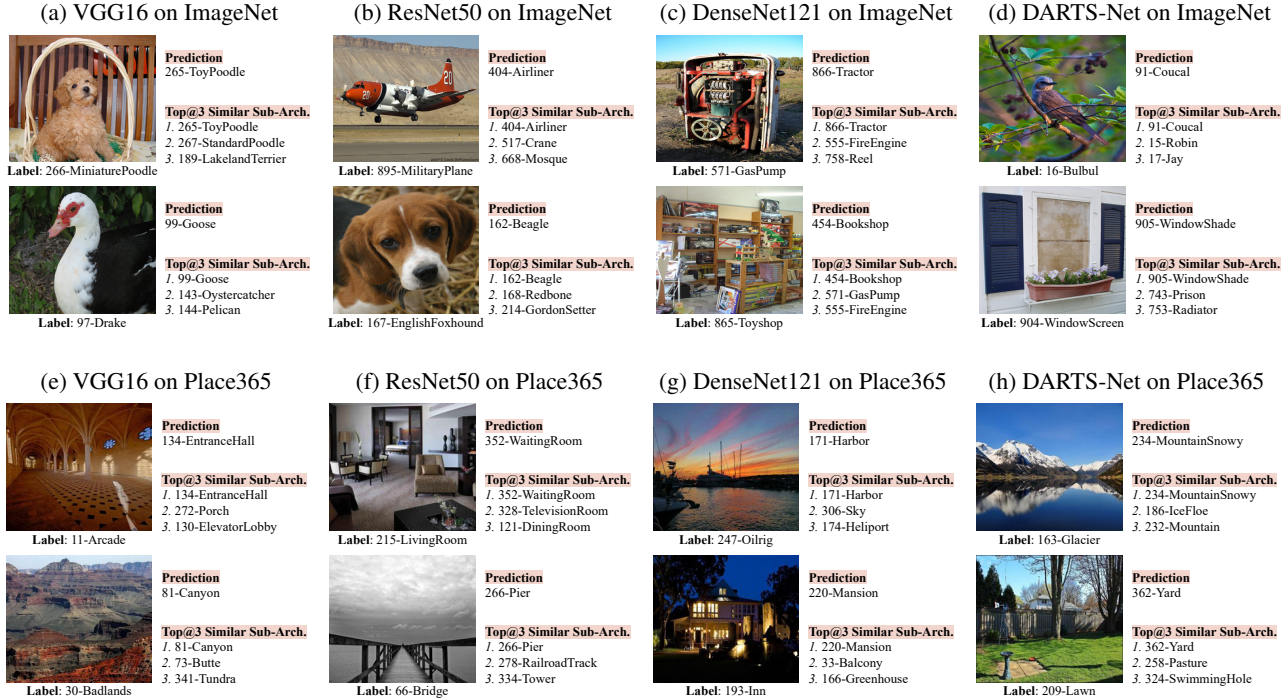 (a) VGG16 on ImageNet
Prediction
265-ToyPoodle
Top@3 Similar Sub-Arch.
1. 265-ToyPoodle
2. 267-StandardPoodle
3. 189-LakelandTerrier
Label: 266-MiniaturePoodle
Prediction
99-Goose
Top@3 Similar Sub-Arch.
1. 99-Goose
2. 143-Oystercatcher
3. 144-Pelican
Label: 97-Drake
(b) ResNet50 on ImageNet
20
20
Prediction
404-Airliner
Top@3 Similar Sub-Arch.
1. 404-Airliner
2. 517-Crane
3. 668-Mosque
Label: 895-MilitaryPlane
Prediction
162-Beagle
Top@3 Similar Sub-Arch.
1. 162-Beagle
2. 168-Redbone
3. 214-GordonSetter
Label: 167-EnglishFoxhound
(c) DenseNet121 on ImageNet
Prediction
866-Tractor
Top@3 Similar Sub-Arch.
1. 866-Tractor
2. 555-FireEngine
3. 758-Reel
Label: 571-GasPump
Prediction
454-Bookshop
Top@3 Similar Sub-Arch.
1. 454-Bookshop
2. 571-GasPump
3. 555-FireEngine
Label: 865-Toyshop
(d) DARTS-Net on ImageNet
Prediction
91-Coucal
Top@3 Similar Sub-Arch.
1. 91-Coucal
2. 15-Robin
3. 17-Jay
Label: 16-Bulbul
Prediction
905-WindowShade
Top@3 Similar Sub-Arch.
1. 905-WindowShade
2. 743-Prison
3. 753-Radiator
Label: 904-WindowScreen
(e) VGG16 on Place365
Prediction
134-EntranceHall
Top@3 Similar Sub-Arch.
1. 134-EntranceHall
2. 272-Porch
3. 130-ElevatorLobby
Label: 11-Arcade
Prediction
81-Canyon
Top@3 Similar Sub-Arch.
1. 81-Canyon
2. 73-Butte
3. 341-Tundra
Label: 30-Badlands
(f) ResNet50 on Place365
Prediction
352-WaitingRoom
Top@3 Similar Sub-Arch.
1. 352-WaitingRoom
2. 328-TelevisionRoom
3. 121-DiningRoom
Label: 215-LivingRoom
Prediction
266-Pier
Top@3 Similar Sub-Arch.
1. 266-Pier
2. 278-RailroadTrack
3. 334-Tower
Label: 66-Bridge
(g) DenseNet121 on Place365
Prediction
171-Harbor
Top@3 Similar Sub-Arch.
1. 171-Harbor
2. 306-Sky
3. 174-Heliport
Label: 247-Oilrig
Prediction
220-Mansion
Top@3 Similar Sub-Arch.
1. 220-Mansion
2. 33-Balcony
3. 166-Greenhouse
Label: 193-Inn
(h) DARTS-Net on Place365
Prediction
234-MountainSnowy
Top@3 Similar Sub-Arch.
1. 234-MountainSnowy
2. 186-IceFloe
3. 232-Mountain
Label: 163-Glacier
Prediction
362-Yard
Top@3 Similar Sub-Arch.
1. 362-Yard
2. 258-Pasture
3. 324-SwimmingHole
Label: 209-Lawn